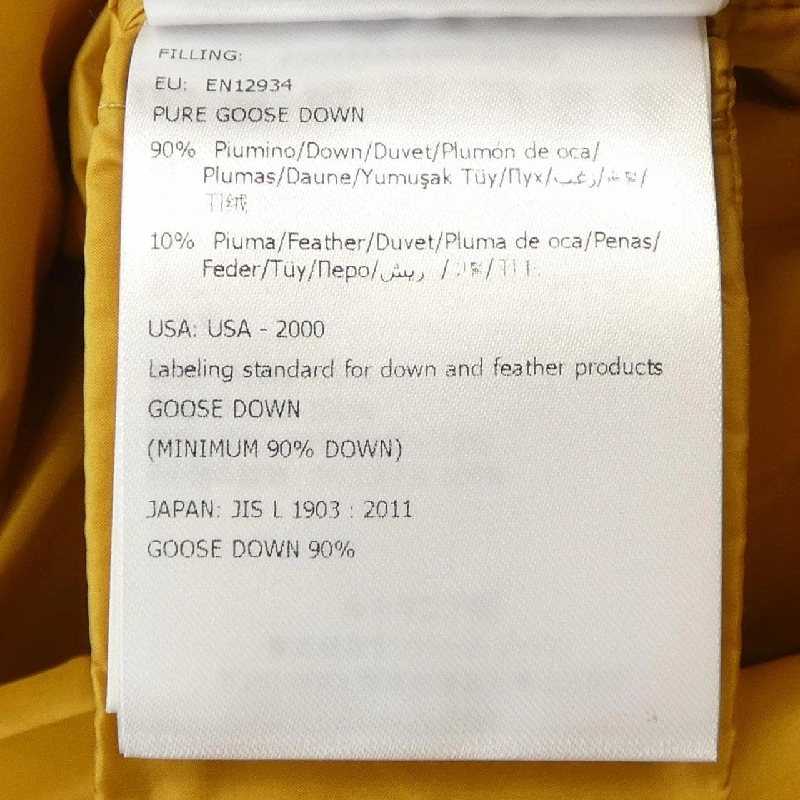 FILLING:
EU: EN12934
PURE GOOSE DOWN
90% Piumino/Down/Duvet/Plumón de oca/
Plumas/Daune/Yumuşak Tüy/Пух/زغب/
羽绒
10% Piuma/Feather/Duvet/Pluma de oca/Penas/
Feder/Tüy/Перо/ريش /
USA: USA - 2000
Labeling standard for down and feather products
GOOSE DOWN
(MINIMUM 90% DOWN)
JAPAN: JIS L 1903 : 2011
GOOSE DOWN 90%